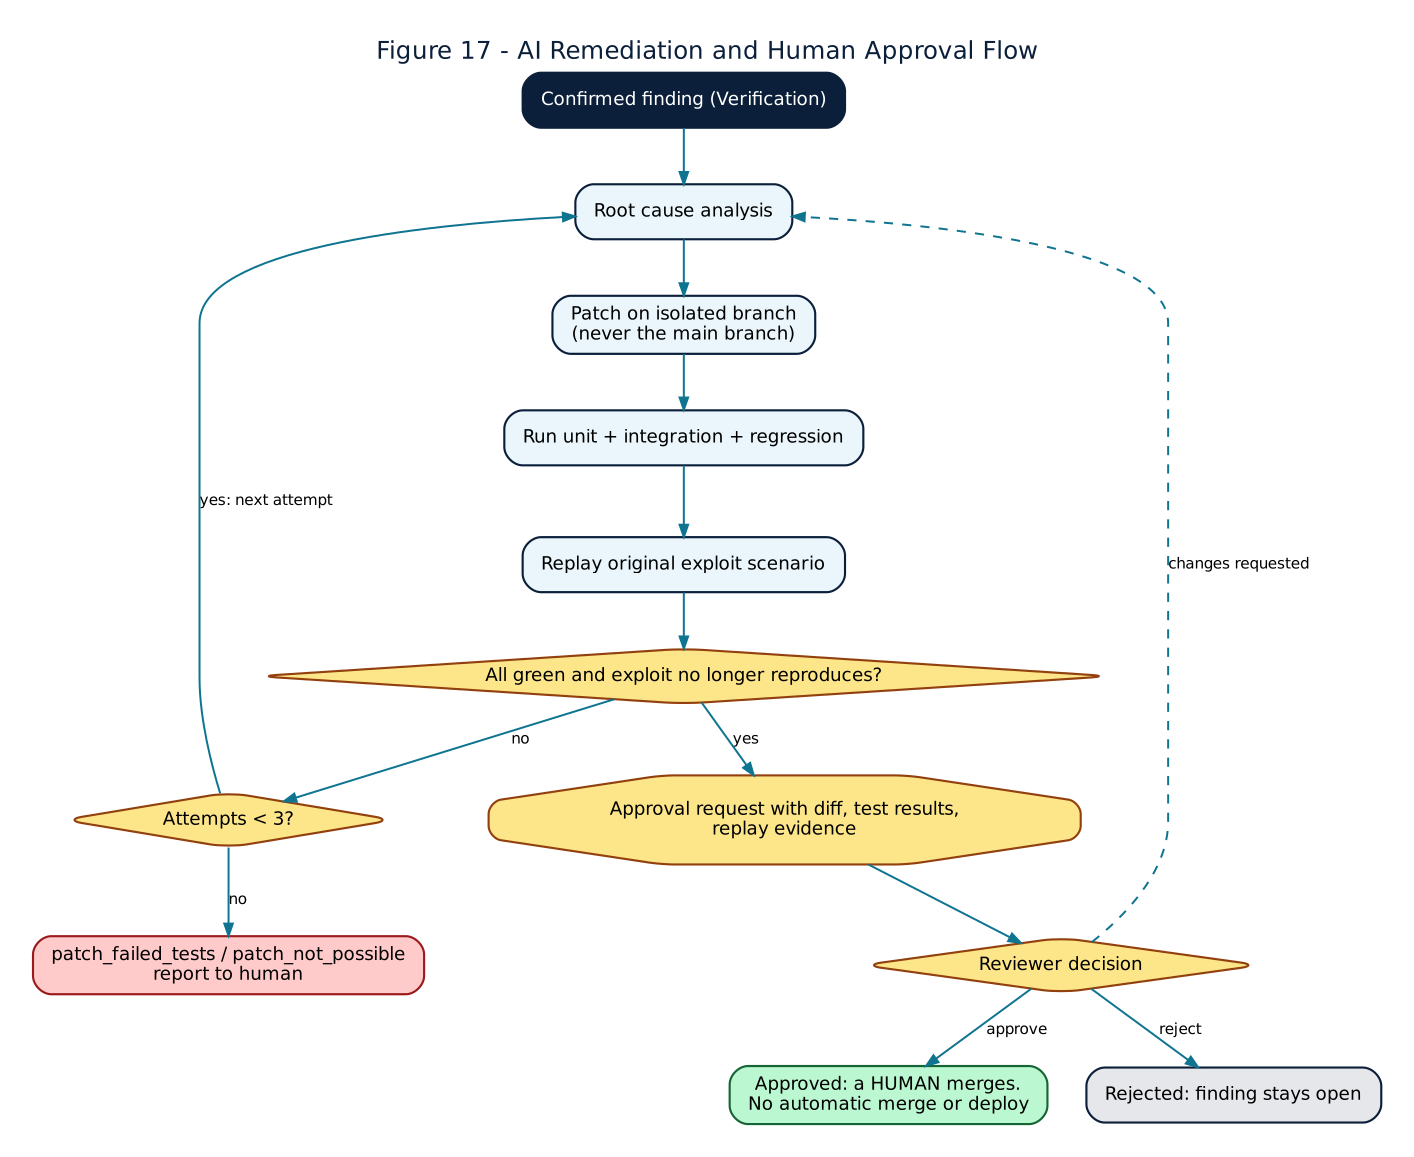 Figure 17 - AI Remediation and Human Approval Flow
Confirmed finding (Verification)
Root cause analysis
Patch on isolated branch
(never the main branch)
Run unit + integration + regression
yes: next attempt
Replay original exploit scenario
changes requested
All green and exploit no longer reproduces?
no
yes
Attempts < 3?
Approval request with diff, test results,
replay evidence
no
patch_failed_tests / patch_not_possible
report to human
Reviewer decision
approve
reject
Approved: a HUMAN merges.
No automatic merge or deploy
Rejected: finding stays open